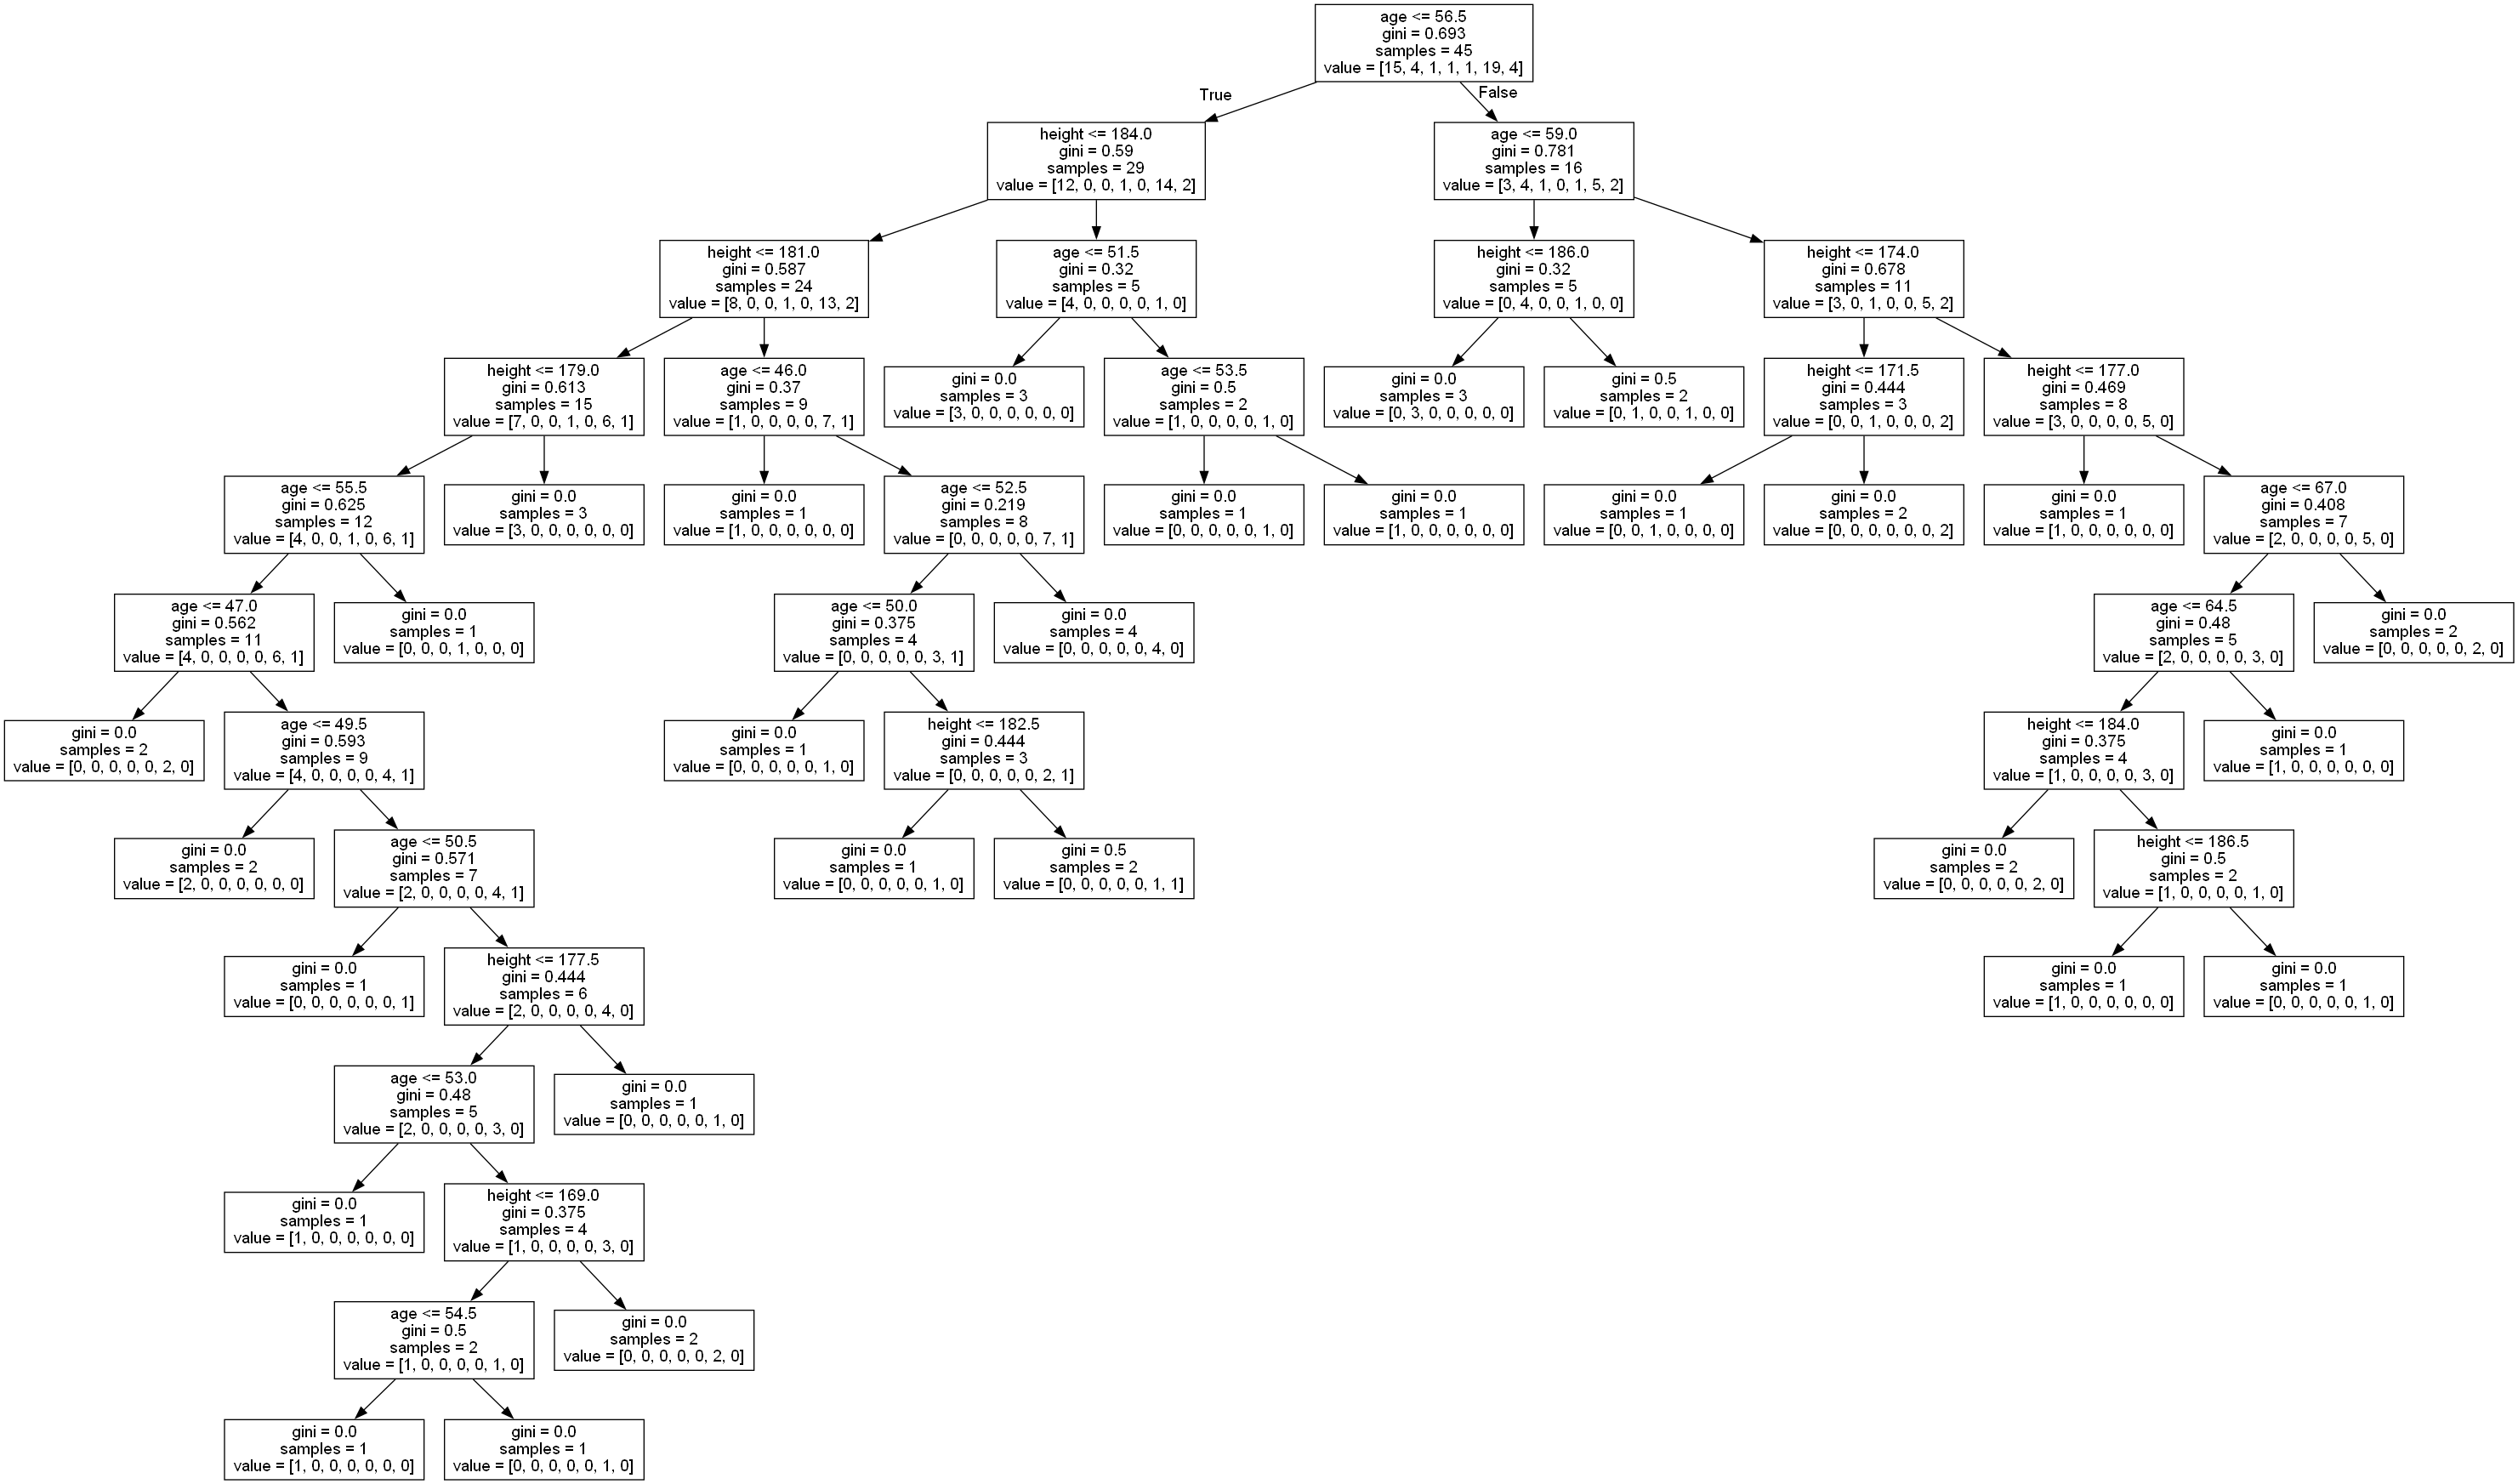 age <= 56.5
gini = 0.693
samples = 45
value = [15, 4, 1, 1, 1, 19, 4]
True
False
height <= 184.0
gini = 0.59
samples = 29
value = [12, 0, 0, 1, 0, 14, 2]
age <= 59.0
gini = 0.781
samples = 16
value = [3, 4, 1, 0, 1, 5, 2]
height <= 181.0
gini = 0.587
samples = 24
value = [8, 0, 0, 1, 0, 13, 2]
age <= 51.5
gini = 0.32
samples = 5
value = [4, 0, 0, 0, 0, 1, 0]
height <= 186.0
gini = 0.32
samples = 5
value = [0, 4, 0, 0, 1, 0, 0]
height <= 174.0
gini = 0.678
samples = 11
value = [3, 0, 1, 0, 0, 5, 2]
height <= 179.0
gini = 0.613
samples = 15
value = [7, 0, 0, 1, 0, 6, 1]
age <= 46.0
gini = 0.37
samples = 9
value = [1, 0, 0, 0, 0, 7, 1]
gini = 0.0
samples = 3
value = [3, 0, 0, 0, 0, 0, 0]
age <= 53.5
gini = 0.5
samples = 2
value = [1, 0, 0, 0, 0, 1, 0]
gini = 0.0
samples = 3
value = [0, 3, 0, 0, 0, 0, 0]
gini = 0.5
samples = 2
value = [0, 1, 0, 0, 1, 0, 0]
height <= 171.5
gini = 0.444
samples = 3
value = [0, 0, 1, 0, 0, 0, 2]
height <= 177.0
gini = 0.469
samples = 8
value = [3, 0, 0, 0, 0, 5, 0]
age <= 55.5
gini = 0.625
samples = 12
value = [4, 0, 0, 1, 0, 6, 1]
gini = 0.0
samples = 3
value = [3, 0, 0, 0, 0, 0, 0]
gini = 0.0
samples = 1
value = [1, 0, 0, 0, 0, 0, 0]
age <= 52.5
gini = 0.219
samples = 8
value = [0, 0, 0, 0, 0, 7, 1]
gini = 0.0
samples = 1
value = [0, 0, 0, 0, 0, 1, 0]
gini = 0.0
samples = 1
value = [1, 0, 0, 0, 0, 0, 0]
gini = 0.0
samples = 1
value = [0, 0, 1, 0, 0, 0, 0]
gini = 0.0
samples = 2
value = [0, 0, 0, 0, 0, 0, 2]
gini = 0.0
samples = 1
value = [1, 0, 0, 0, 0, 0, 0]
age <= 67.0
gini = 0.408
samples = 7
value = [2, 0, 0, 0, 0, 5, 0]
age <= 47.0
gini = 0.562
samples = 11
value = [4, 0, 0, 0, 0, 6, 1]
gini = 0.0
samples = 1
value = [0, 0, 0, 1, 0, 0, 0]
age <= 50.0
gini = 0.375
samples = 4
value = [0, 0, 0, 0, 0, 3, 1]
gini = 0.0
samples = 4
value = [0, 0, 0, 0, 0, 4, 0]
age <= 64.5
gini = 0.48
samples = 5
value = [2, 0, 0, 0, 0, 3, 0]
gini = 0.0
samples = 2
value = [0, 0, 0, 0, 0, 2, 0]
gini = 0.0
samples = 2
value = [0, 0, 0, 0, 0, 2, 0]
age <= 49.5
gini = 0.593
samples = 9
value = [4, 0, 0, 0, 0, 4, 1]
gini = 0.0
samples = 1
value = [0, 0, 0, 0, 0, 1, 0]
height <= 182.5
gini = 0.444
samples = 3
value = [0, 0, 0, 0, 0, 2, 1]
height <= 184.0
gini = 0.375
samples = 4
value = [1, 0, 0, 0, 0, 3, 0]
gini = 0.0
samples = 1
value = [1, 0, 0, 0, 0, 0, 0]
gini = 0.0
samples = 2
value = [2, 0, 0, 0, 0, 0, 0]
age <= 50.5
gini = 0.571
samples = 7
value = [2, 0, 0, 0, 0, 4, 1]
gini = 0.0
samples = 1
value = [0, 0, 0, 0, 0, 1, 0]
gini = 0.5
samples = 2
value = [0, 0, 0, 0, 0, 1, 1]
gini = 0.0
samples = 2
value = [0, 0, 0, 0, 0, 2, 0]
height <= 186.5
gini = 0.5
samples = 2
value = [1, 0, 0, 0, 0, 1, 0]
gini = 0.0
samples = 1
value = [0, 0, 0, 0, 0, 0, 1]
height <= 177.5
gini = 0.444
samples = 6
value = [2, 0, 0, 0, 0, 4, 0]
gini = 0.0
samples = 1
value = [1, 0, 0, 0, 0, 0, 0]
gini = 0.0
samples = 1
value = [0, 0, 0, 0, 0, 1, 0]
age <= 53.0
gini = 0.48
samples = 5
value = [2, 0, 0, 0, 0, 3, 0]
gini = 0.0
samples = 1
value = [0, 0, 0, 0, 0, 1, 0]
gini = 0.0
samples = 1
value = [1, 0, 0, 0, 0, 0, 0]
height <= 169.0
gini = 0.375
samples = 4
value = [1, 0, 0, 0, 0, 3, 0]
age <= 54.5
gini = 0.5
samples = 2
value = [1, 0, 0, 0, 0, 1, 0]
gini = 0.0
samples = 2
value = [0, 0, 0, 0, 0, 2, 0]
gini = 0.0
samples = 1
value = [1, 0, 0, 0, 0, 0, 0]
gini = 0.0
samples = 1
value = [0, 0, 0, 0, 0, 1, 0]